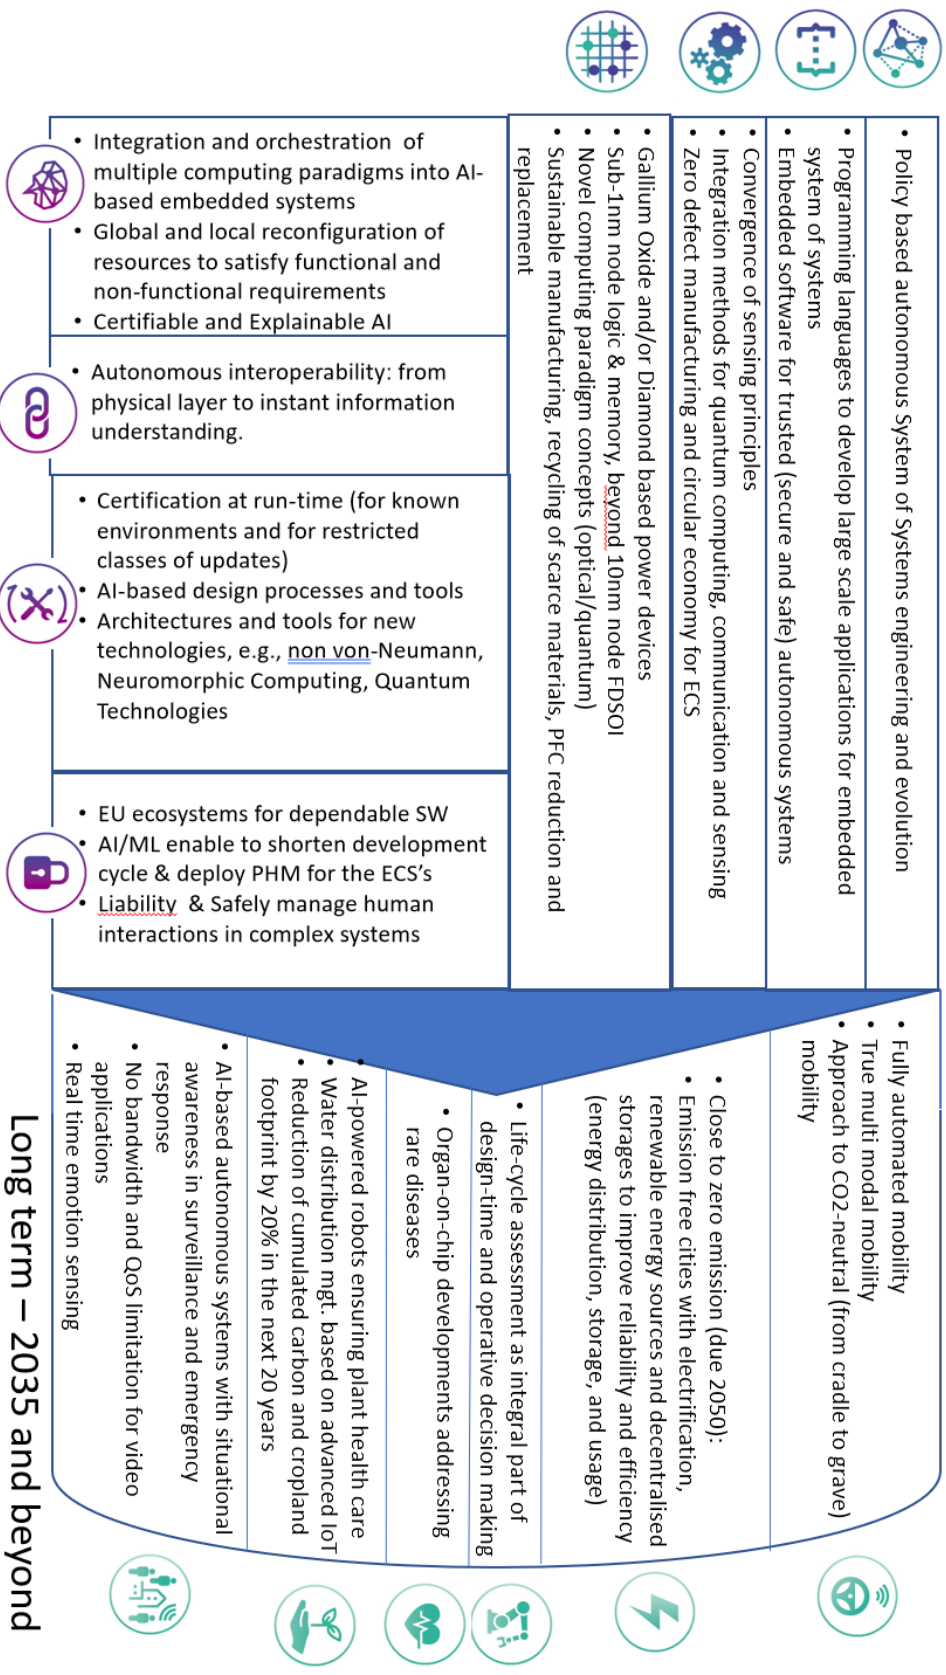 • Policy based autonomous System of Systems engineering and evolution
• Programming languages to develop large scale applications for embedded
system of systems
• Embedded software for trusted (secure and safe) autonomous systems
• Convergence of sensing principles
• Integration methods for quantum computing, communication and sensing
• Zero defect manufacturing and circular economy for ECS
• Gallium Oxide and/or Diamond based power devices
• Sub-1nm node logic & memory, beyond 10nm node FDSOI
• Novel computing paradigm concepts (optical/quantum)
• Sustainable manufacturing, recycling of scarce materials, PFC reduction and
replacement
• Integration and orchestration of
multiple computing paradigms into AI-
based embedded systems
• Global and local reconfiguration of
resources to satisfy functional and
non-functional requirements
• Certifiable and Explainable AI
• Autonomous interoperability: from
physical layer to instant information
understanding.
• Certification at run-time (for known
environments and for restricted
classes of updates)
• AI-based design processes and tools
• Architectures and tools for new
technologies, e.g., non von-Neumann,
Neuromorphic Computing, Quantum
Technologies
• EU ecosystems for dependable SW
• AI/ML enable to shorten development
cycle & deploy PHM for the ECS's
• Liability & Safely manage human
interactions in complex systems
• Fully automated mobility
• True multi modal mobility
• Approach to CO2-neutral (from cradle to grave)
mobility
• Close to zero emission (due 2050):
• Emission free cities with electrification,
renewable energy sources and decentralised
storages to improve reliability and efficiency
(energy distribution, storage, and usage)
• Life-cycle assessment as integral part of
design-time and operative decision making
• Organ-on-chip developments addressing
rare diseases
• AI-powered robots ensuring plant health care
• Water distribution mgt. based on advanced IoT
• Reduction of cumulated carbon and cropland
footprint by 20% in the next 20 years
• AI-based autonomous systems with situational
awareness in surveillance and emergency
response
• No bandwidth and QoS limitation for video
applications
• Real time emotion sensing
Long term – 2035 and beyond